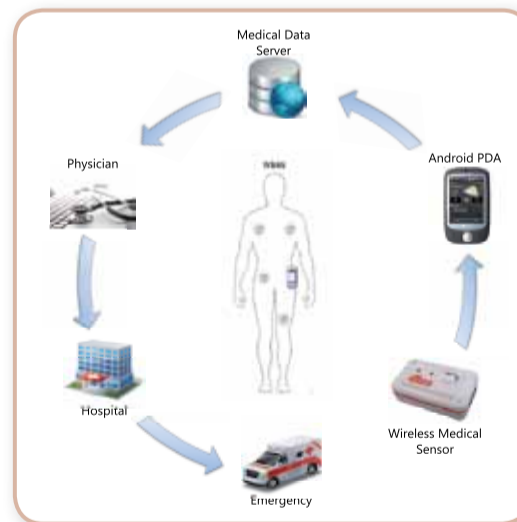 Medical Data
Server
Physician
Android PDA
Hospital
Wireless Medical
Sensor
Emergency